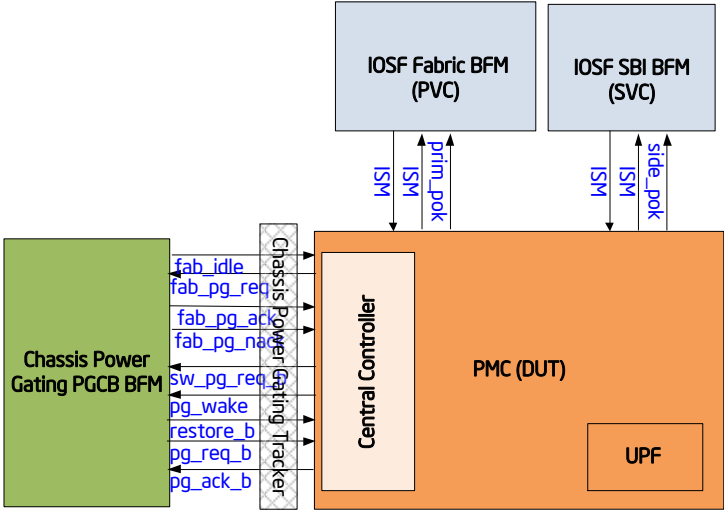 IOSF Fabric BFM
(PVC)
IOSF SBI BFM
(SVC)
ISM
ISM
prim_pok
ISM
ISM
side_pok
Chassis Power
Gating PGCB BFM
fab_idle
fab_pg_req
fab_pg_ack
fab_pg_nack
sw_pg_req_b
pg_wake
restore_b
pg_req_b
pg_ack_b
Chassis Power Gating Tracker
Central Controller
PMC (DUT)
UPF